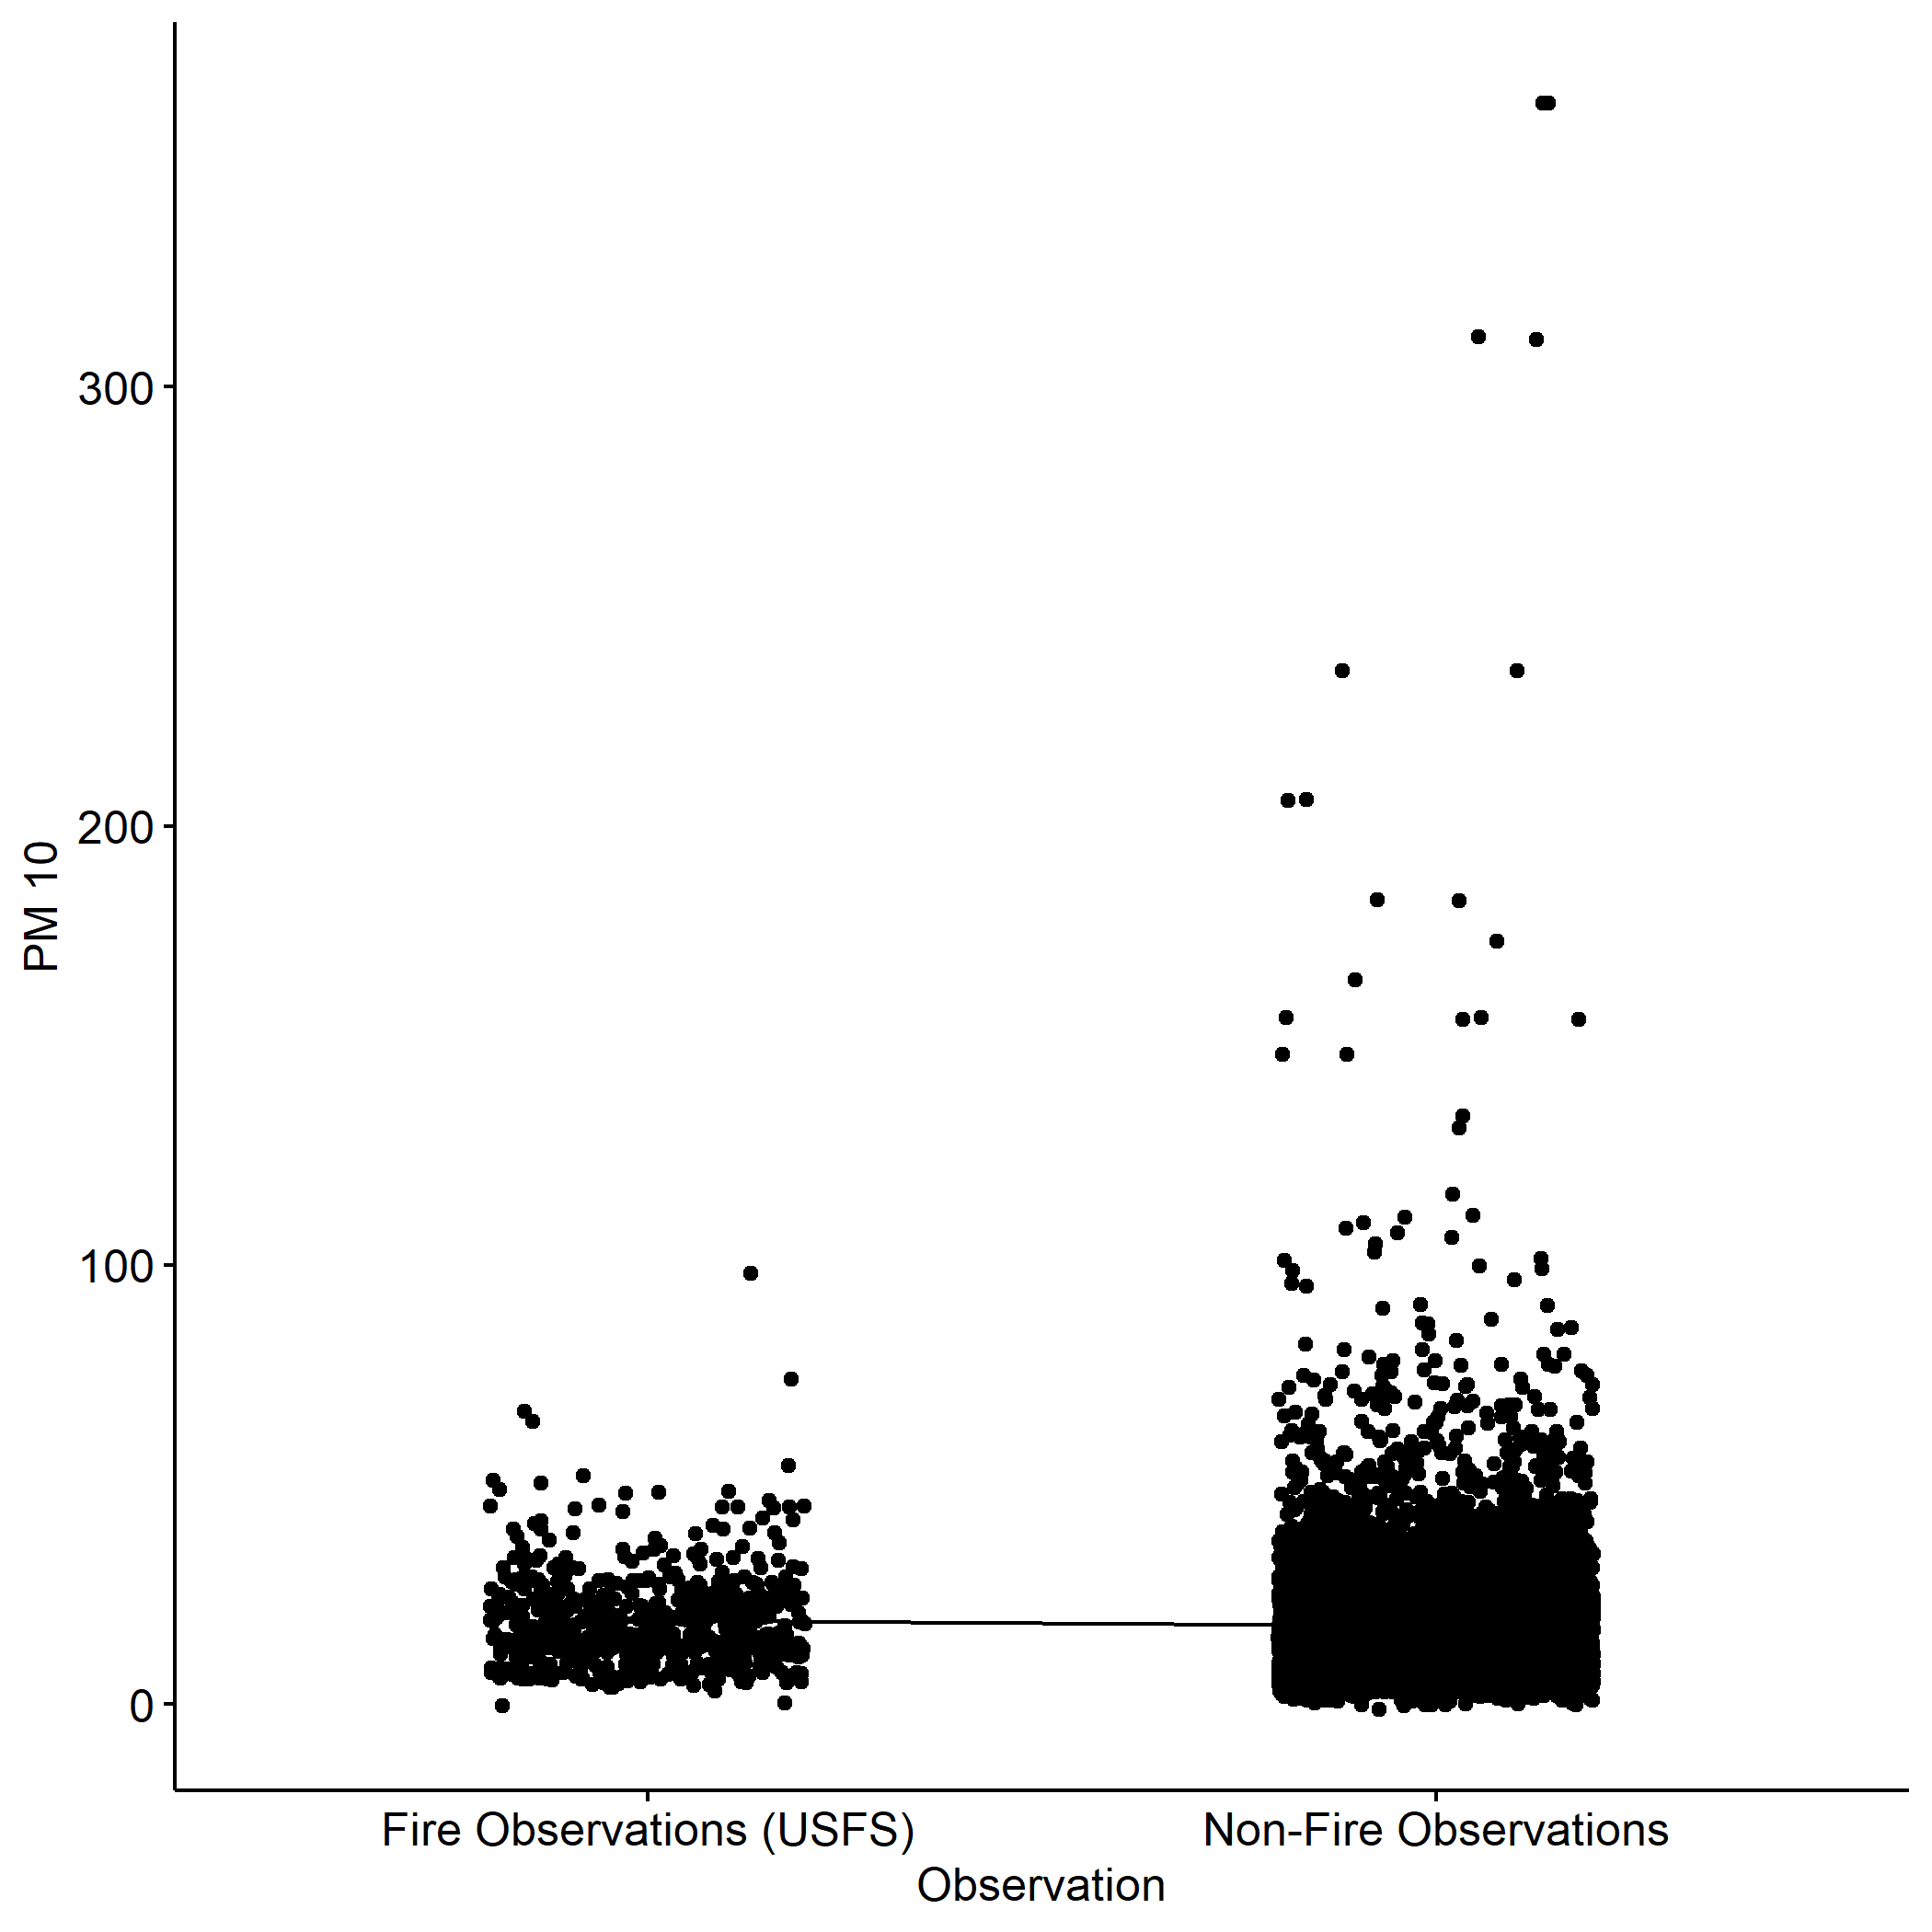 300
200
100
0
PM 10
Fire Observations (USFS)
Non-Fire Observations
Observation